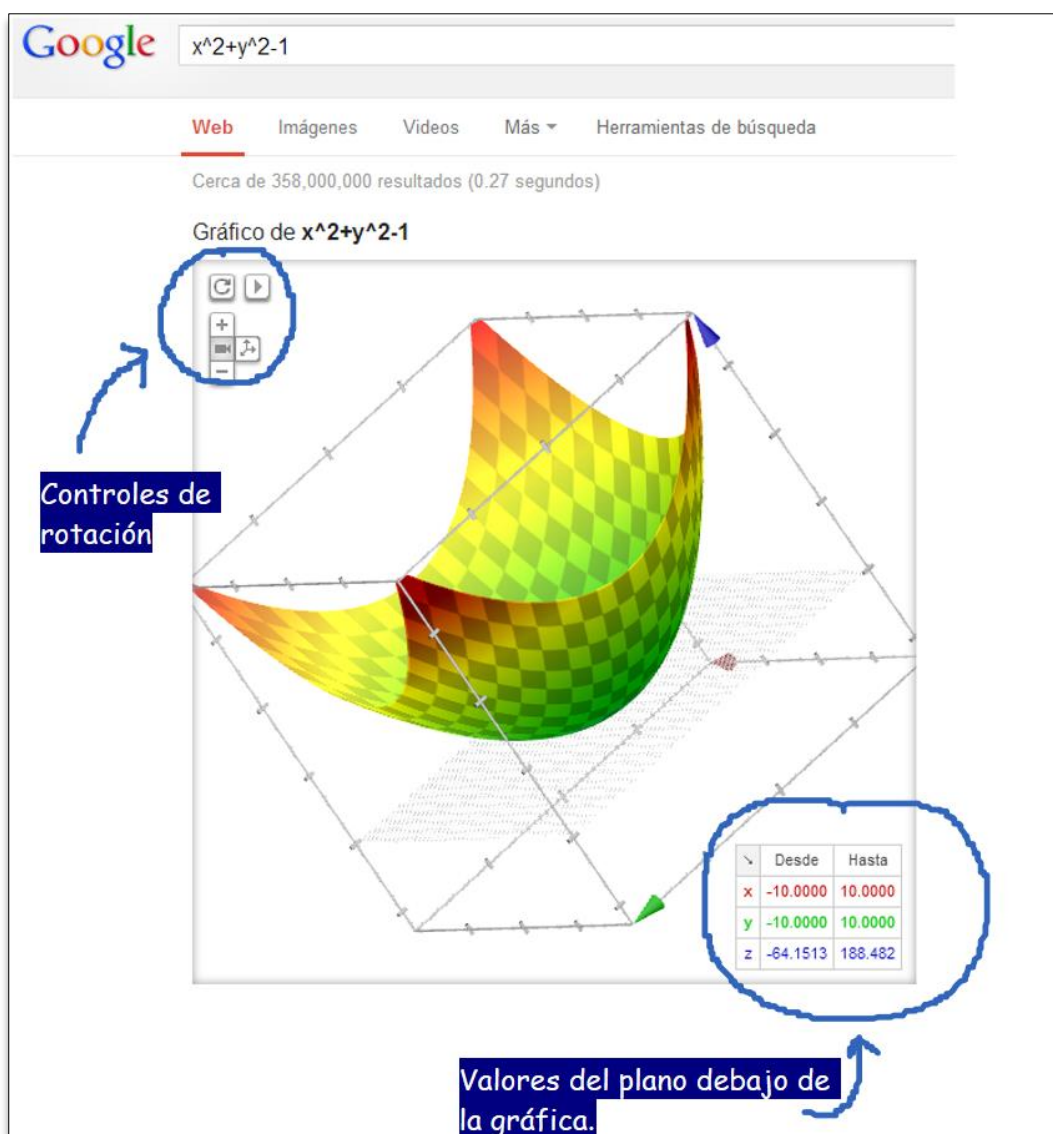 Google x^2+y^2-1
Web Imágenes Videos Más Herramientas de búsqueda
Cerca de 358,000,000 resultados (0.27 segundos)
Gráfico de x^2+y^2-1
Controles de
rotación
Desde Hasta
x -10.0000 10.0000
y -10.0000 10.0000
z -64.1513 188.482
Valores del plano debajo de
la gráfica.